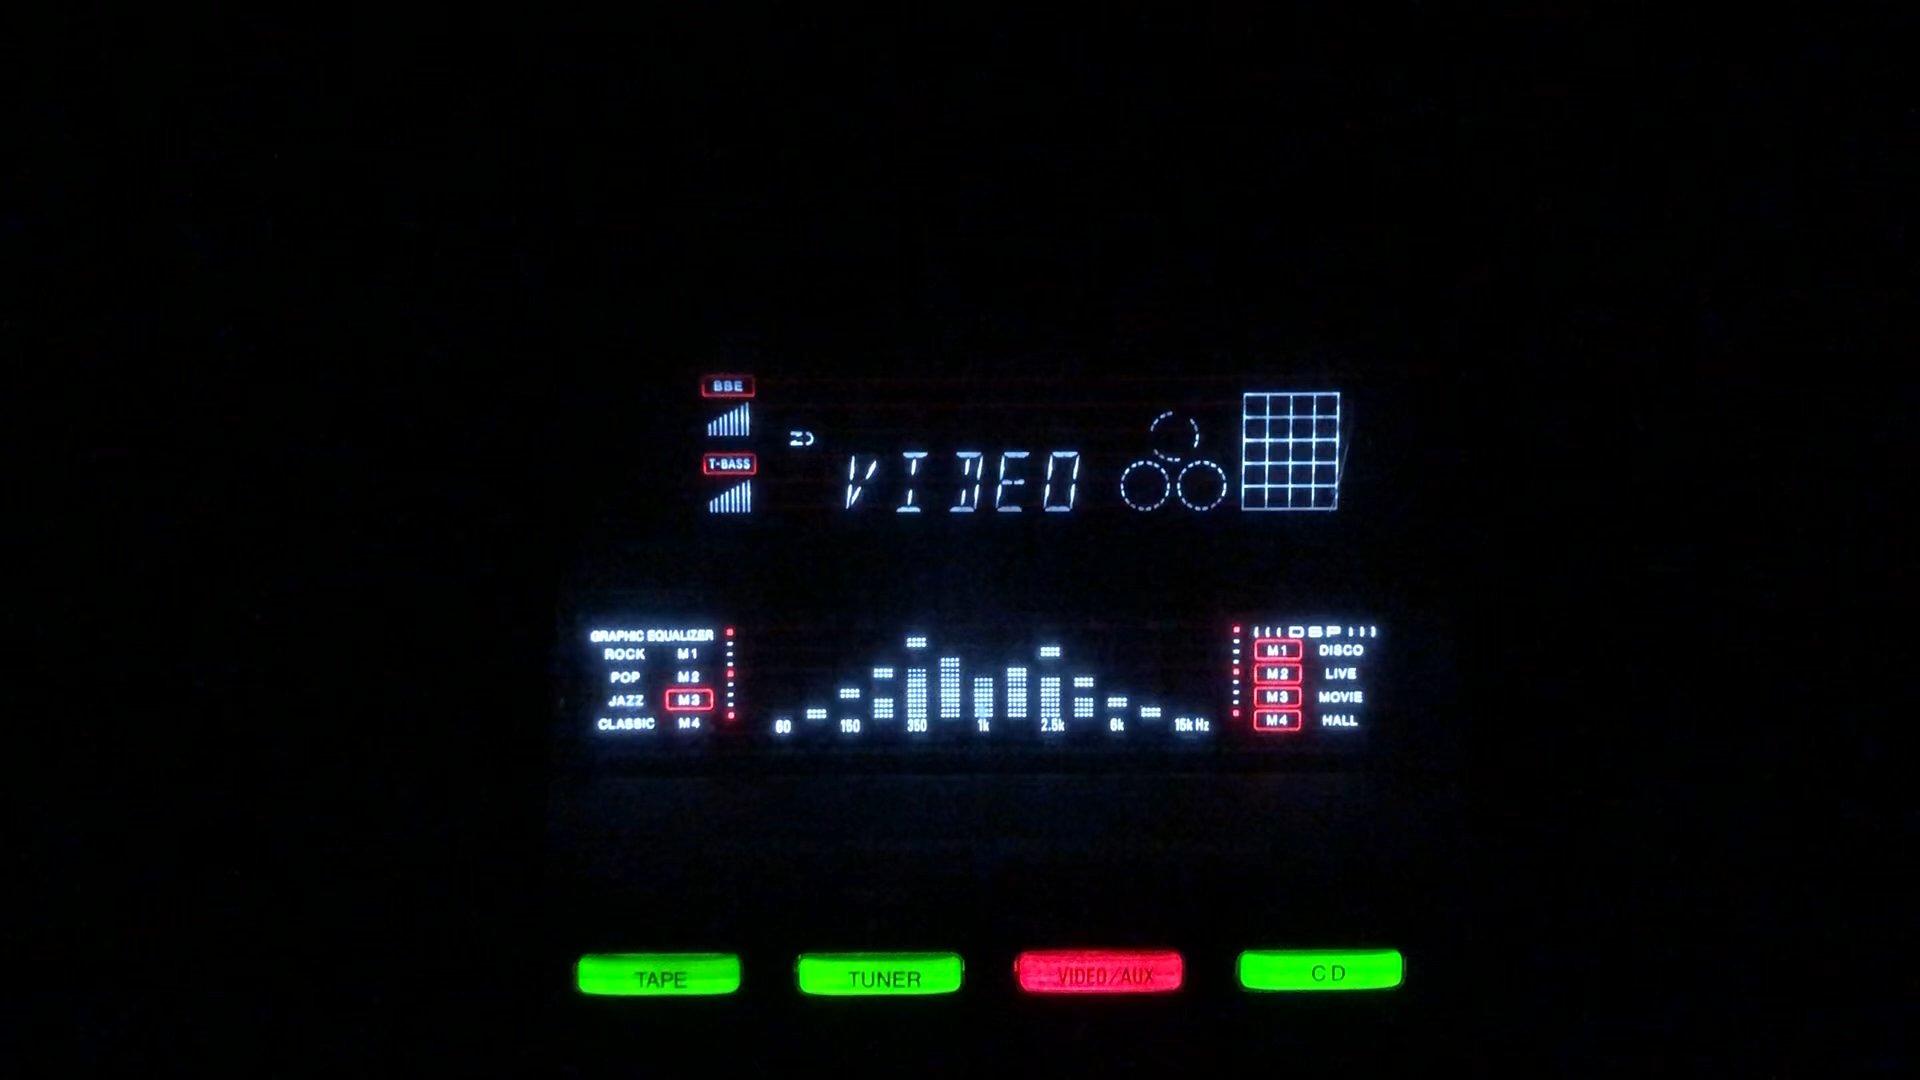 BBE
T-BASS
VIDEO
GRAPHIC EQUALIZER
ROCK M1
POP M2
JAZZ M3
CLASSIC M4
60 150 350 1k 2.5k 6k 15k Hz
DSP
M1 DISCO
M2 LIVE
M3 MOVIE
M4 HALL
TAPE TUNER VIDEO/AUX CD